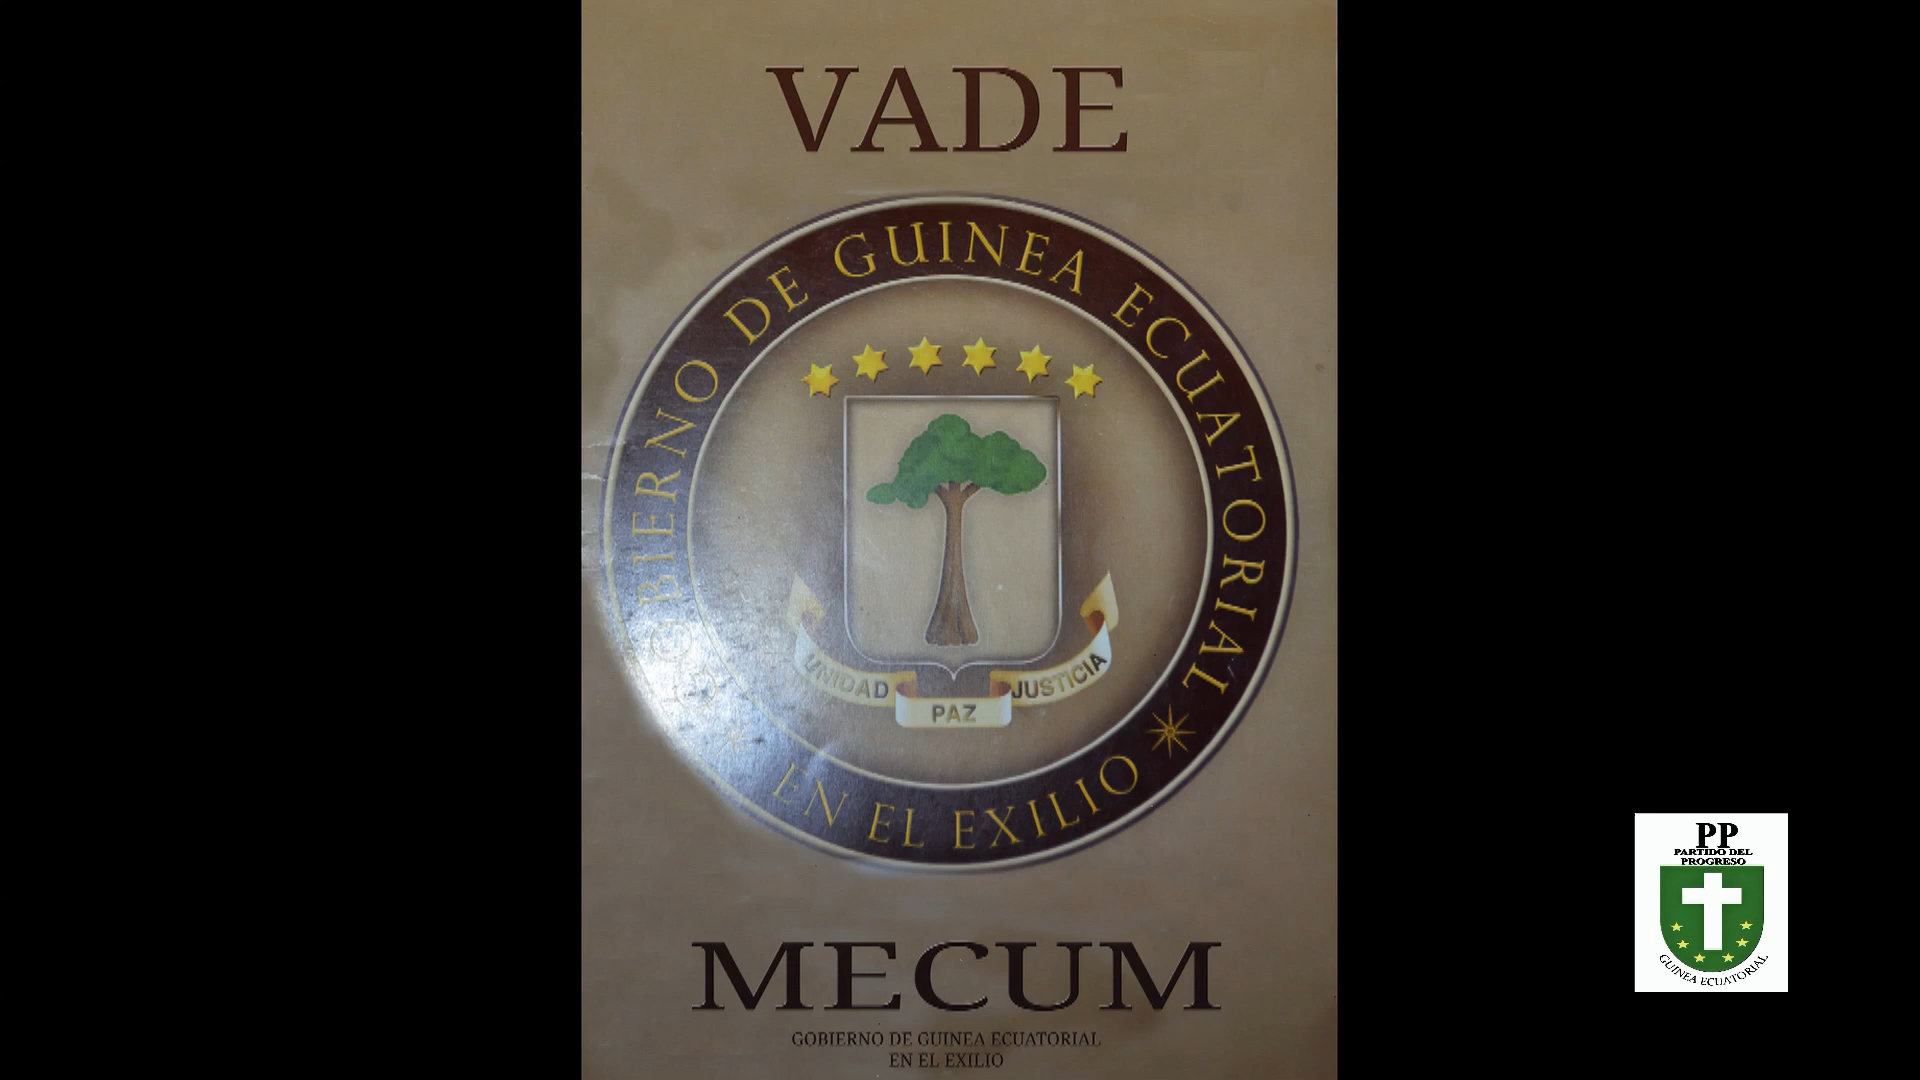 VADE
GOBIERNO DE GUINEA ECUATORIAL
EN EL EXILIO
UNIDAD PAZ JUSTICIA
MECUM
GOBIERNO DE GUINEA ECUATORIAL
EN EL EXILIO
PP
PARTIDO DEL
PROGRESO
GUINEA ECUATORIAL